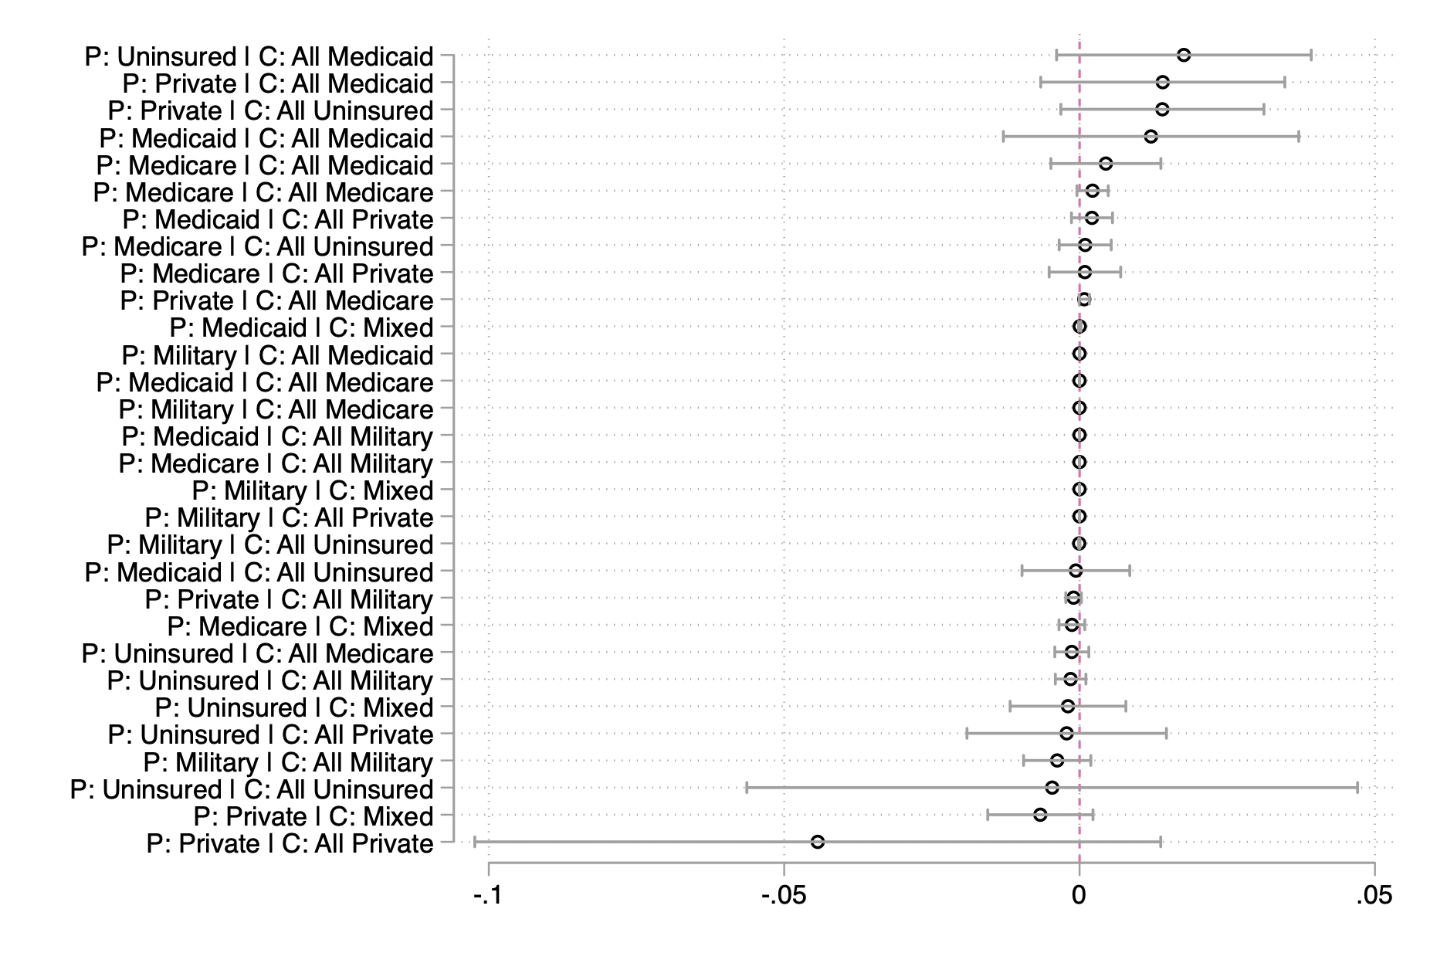 P: Uninsured | C: All Medicaid
P: Private | C: All Medicaid
P: Private | C: All Uninsured
P: Medicaid | C: All Medicaid
P: Medicare | C: All Medicaid
P: Medicare | C: All Medicare
P: Medicaid | C: All Private
P: Medicare | C: All Uninsured
P: Medicare | C: All Private
P: Private | C: All Medicare
P: Medicaid | C: Mixed
P: Military | C: All Medicaid
P: Medicaid | C: All Medicare
P: Military | C: All Medicare
P: Medicaid | C: All Military
P: Medicare | C: All Military
P: Military | C: Mixed
P: Military | C: All Private
P: Military | C: All Uninsured
P: Medicaid | C: All Uninsured
P: Private | C: All Military
P: Medicare | C: Mixed
P: Uninsured | C: All Medicare
P: Uninsured | C: All Military
P: Uninsured | C: Mixed
P: Uninsured | C: All Private
P: Military | C: All Military
P: Uninsured | C: All Uninsured
P: Private | C: Mixed
P: Private | C: All Private
-.1 -.05 0 .05